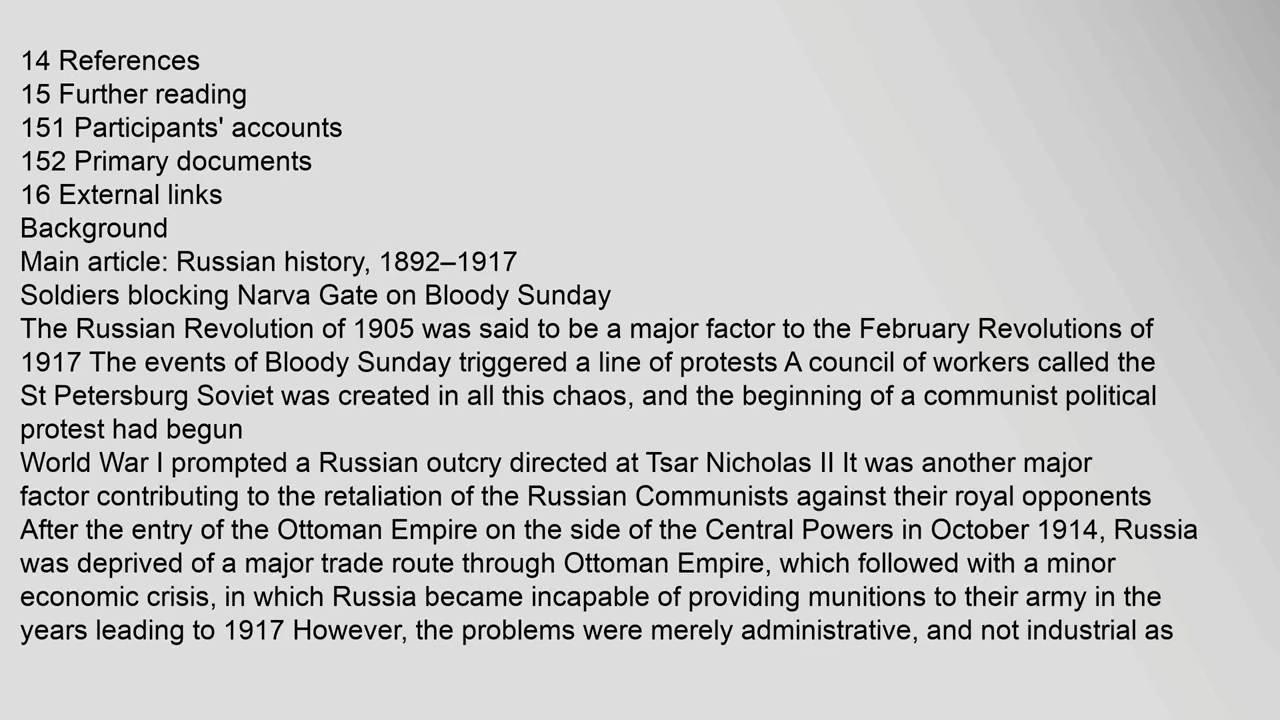 14 References
15 Further reading
151 Participants' accounts
152 Primary documents
16 External links
Background
Main article: Russian history, 1892–1917
Soldiers blocking Narva Gate on Bloody Sunday
The Russian Revolution of 1905 was said to be a major factor to the February Revolutions of
1917 The events of Bloody Sunday triggered a line of protests A council of workers called the
St Petersburg Soviet was created in all this chaos, and the beginning of a communist political
protest had begun
World War I prompted a Russian outcry directed at Tsar Nicholas II It was another major
factor contributing to the retaliation of the Russian Communists against their royal opponents
After the entry of the Ottoman Empire on the side of the Central Powers in October 1914, Russia
was deprived of a major trade route through Ottoman Empire, which followed with a minor
economic crisis, in which Russia became incapable of providing munitions to their army in the
years leading to 1917 However, the problems were merely administrative, and not industrial as